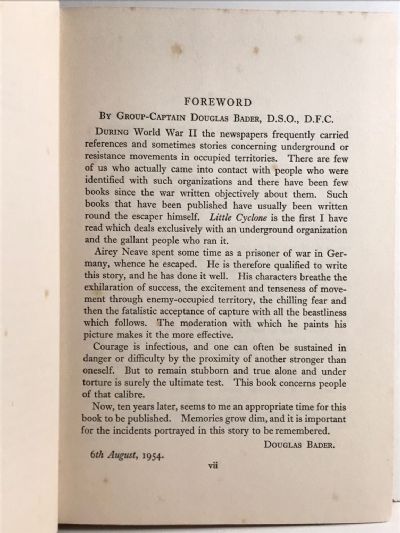 FOREWORD
BY GROUP-CAPTAIN DOUGLAS BADER, D.S.O., D.F.C.
DURING World War II the newspapers frequently carried
references and sometimes stories concerning underground or
resistance movements in occupied territories. There are few
of us who actually came into contact with people who were
identified with such organizations and there have been few
books since the war written objectively about them. Such
books that have been published have usually been written
round the escaper himself. Little Cyclone is the first I have
read which deals exclusively with an underground organization
and the gallant people who ran it.
Airey Neave spent some time as a prisoner of war in Ger-
many, whence he escaped. He is therefore qualified to write
this story, and he has done it well. His characters breathe the
exhilaration of success, the excitement and tenseness of move-
ment through enemy-occupied territory, the chilling fear and
then the fatalistic acceptance of capture with all the beastliness
which follows. The moderation with which he paints his
picture makes it the more effective.
Courage is infectious, and one can often be sustained in
danger or difficulty by the proximity of another stronger than
oneself. But to remain stubborn and true alone and under
torture is surely the ultimate test. This book concerns people
of that calibre.
Now, ten years later, seems to me an appropriate time for this
book to be published. Memories grow dim, and it is important
for the incidents portrayed in this story to be remembered.
DOUGLAS BADER.
6th August, 1954.
vii